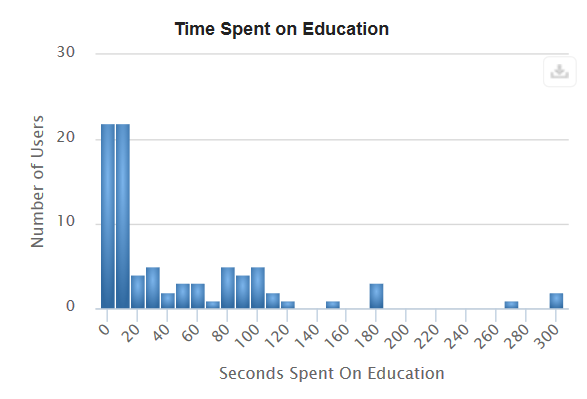 Time Spent on Education
30
20
10
0
Number of Users
0 20 40 60 80 100 120 140 160 180 200 220 240 260 280 300
Seconds Spent On Education